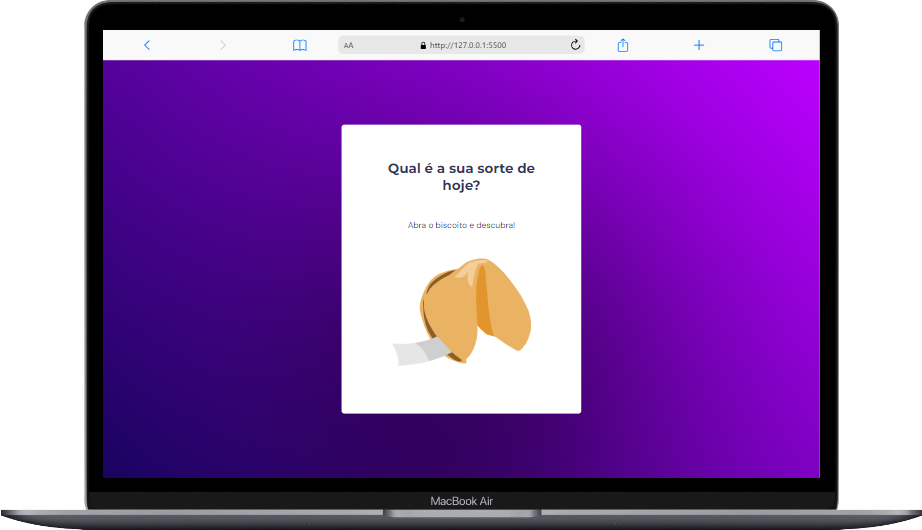 AA
http://127.0.0.1:5500
Qual é a sua sorte de
hoje?
Abra o biscoito e descubra!
MacBook Air